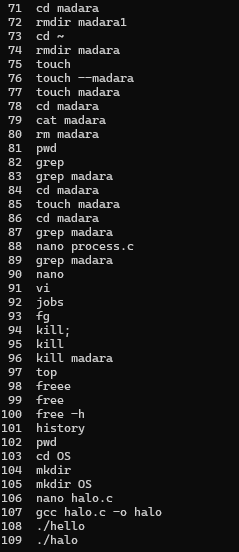 71 cd madara
72 rmdir madara1
73 cd ~
74 rmdir madara
75 touch
76 touch --madara
77 touch madara
78 cd madara
79 cat madara
80 rm madara
81 pwd
82 grep
83 grep madara
84 cd madara
85 touch madara
86 cd madara
87 grep madara
88 nano process.c
89 grep madara
90 nano
91 vi
92 jobs
93 fg
94 kill;
95 kill
96 kill madara
97 top
98 freee
99 free
100 free -h
101 history
102 pwd
103 cd OS
104 mkdir
105 mkdir OS
106 nano halo.c
107 gcc halo.c -o halo
108 ./hello
109 ./halo